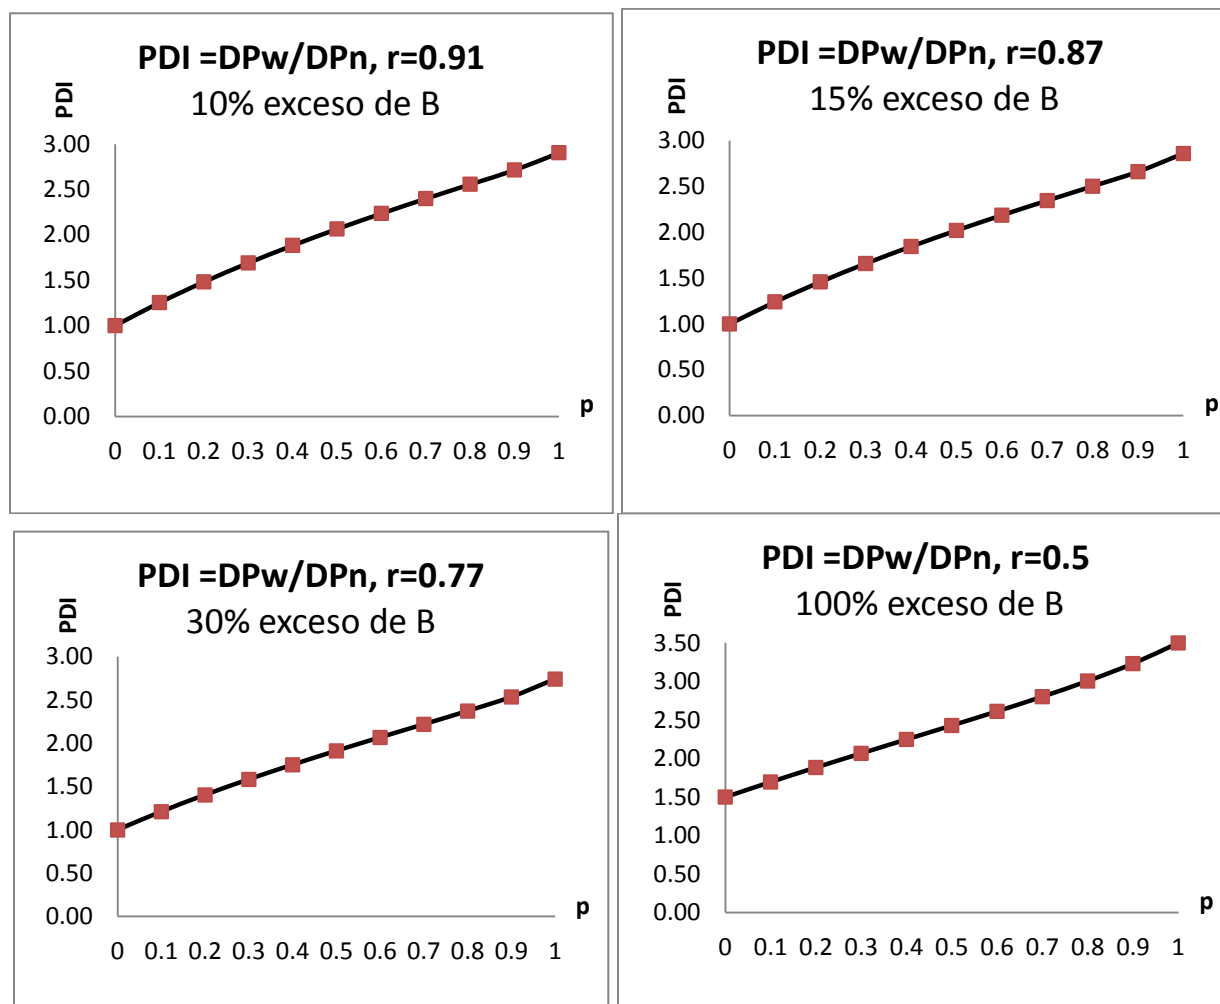 PDI =DPw/DPn, r=0.91
10% exceso de B
PDI
3.00
2.50
2.00
1.50
1.00
0.50
0.00
p
0 0.1 0.2 0.3 0.4 0.5 0.6 0.7 0.8 0.9 1
PDI =DPw/DPn, r=0.87
15% exceso de B
PDI
3.00
2.50
2.00
1.50
1.00
0.50
0.00
p
0 0.1 0.2 0.3 0.4 0.5 0.6 0.7 0.8 0.9 1
PDI =DPw/DPn, r=0.77
30% exceso de B
PDI
3.00
2.50
2.00
1.50
1.00
0.50
0.00
p
0 0.1 0.2 0.3 0.4 0.5 0.6 0.7 0.8 0.9 1
PDI =DPw/DPn, r=0.5
100% exceso de B
PDI
3.50
3.00
2.50
2.00
1.50
1.00
0.50
0.00
p
0 0.1 0.2 0.3 0.4 0.5 0.6 0.7 0.8 0.9 1